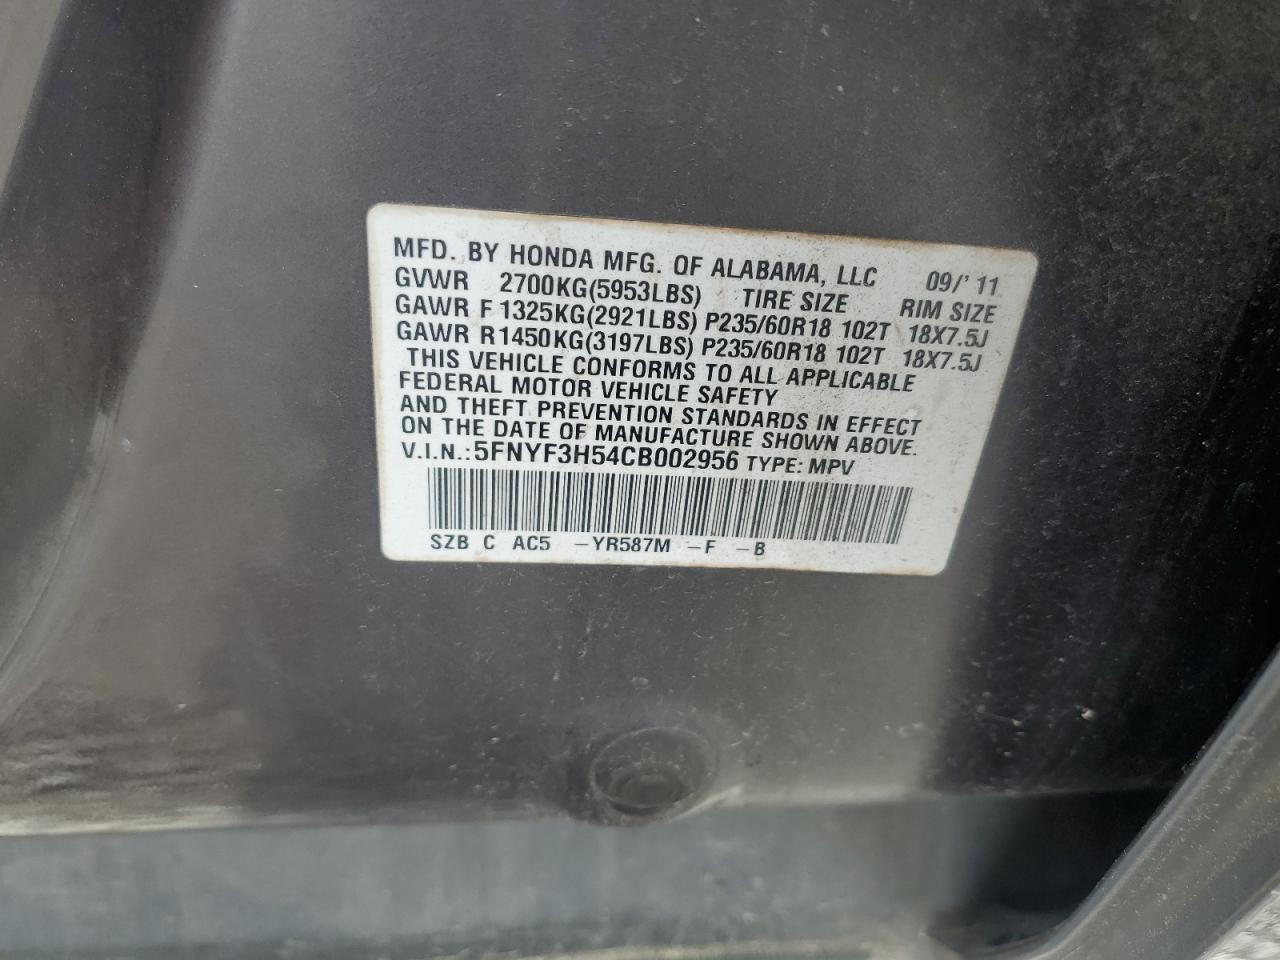 MFD. BY HONDA MFG. OF ALABAMA, LLC 09/' 11
GVWR 2700KG(5953LBS) TIRE SIZE RIM SIZE
GAWR F 1325KG(2921LBS) P235/60R18 102T 18X7.5J
GAWR R1450KG(3197LBS) P235/60R18 102T 18X7.5J
THIS VEHICLE CONFORMS TO ALL APPLICABLE
FEDERAL MOTOR VEHICLE SAFETY
AND THEFT PREVENTION STANDARDS IN EFFECT
ON THE DATE OF MANUFACTURE SHOWN ABOVE.
V.I.N.:5FNYF3H54CB002956 TYPE: MPV
SZB C AC5 –YR587M –F –B